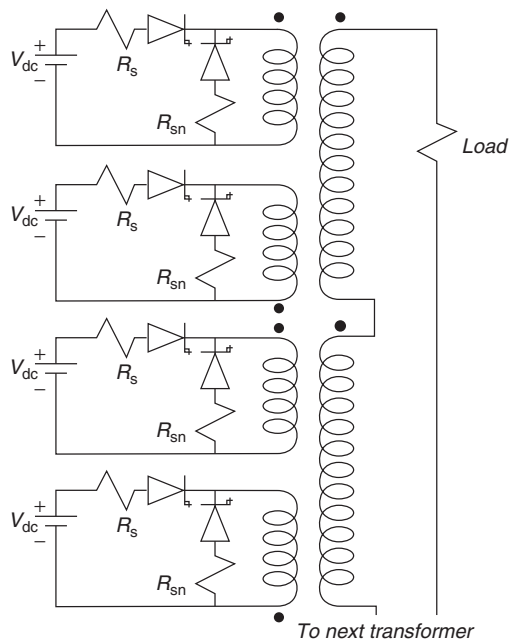 +
V_dc
−
R_s
R_sn
Load
+
V_dc
−
R_s
R_sn
+
V_dc
−
R_s
R_sn
+
V_dc
−
R_s
R_sn
To next transformer